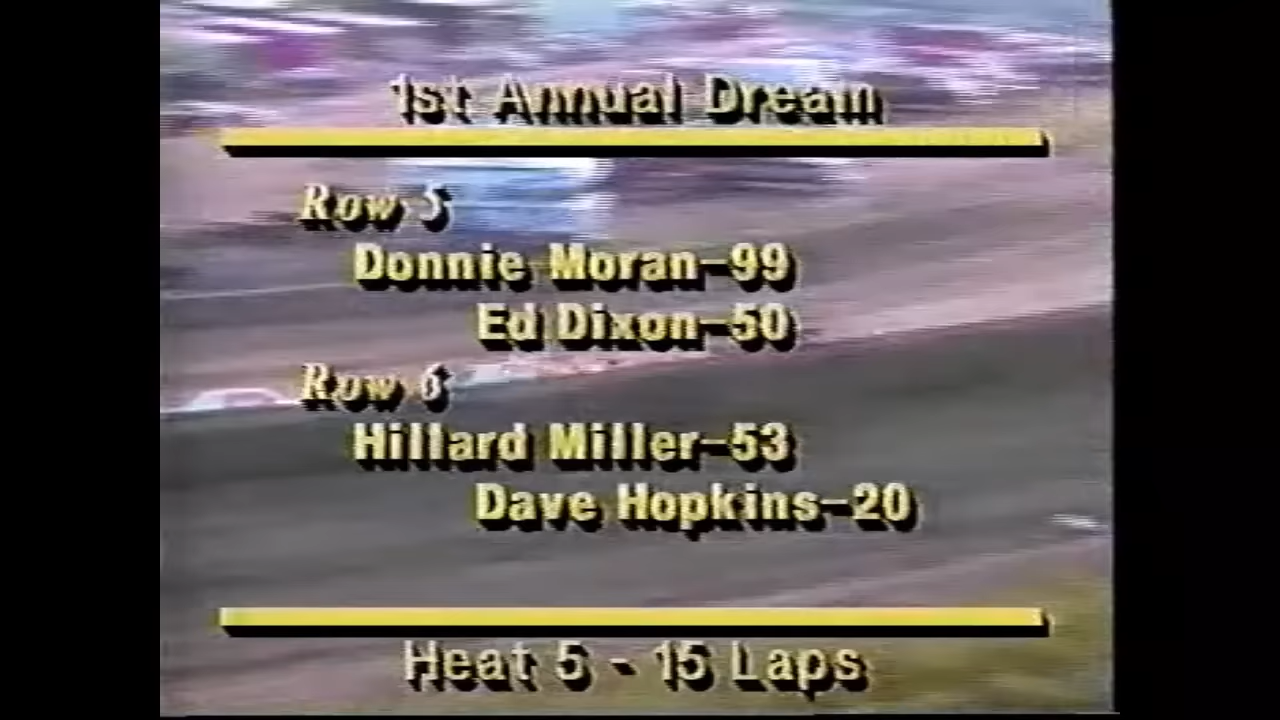 1st Annual Dream
Row 5
Donnie Moran-99
Ed Dixon-50
Row 6
Hillard Miller-53
Dave Hopkins-20
Heat 5 - 15 Laps